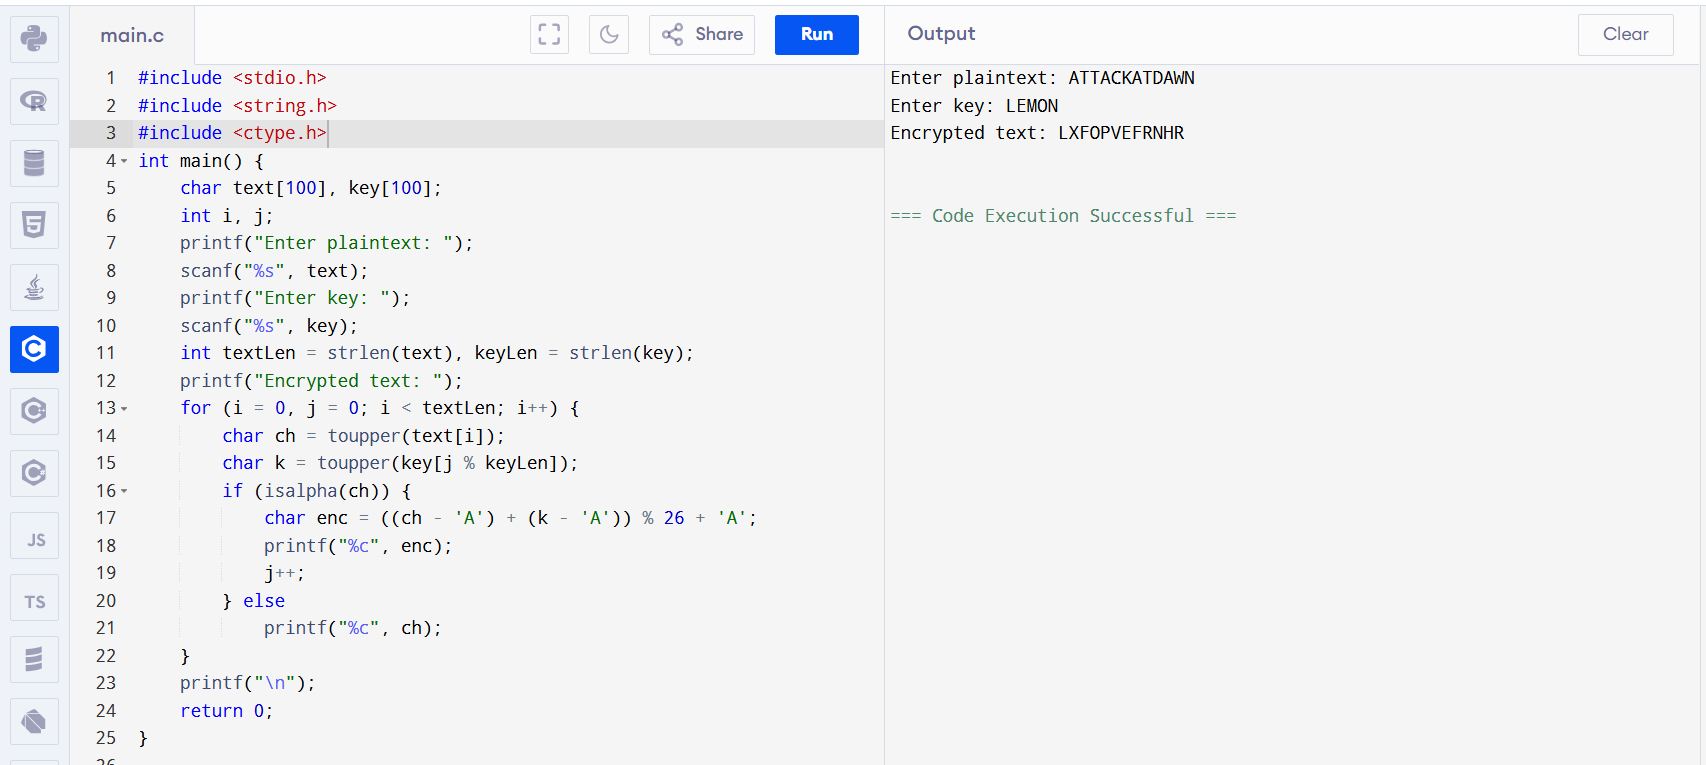 main.c
Share
Run
Output
Clear
1 #include <stdio.h>
2 #include <string.h>
3 #include <ctype.h>
4 int main() {
5     char text[100], key[100];
6     int i, j;
7     printf("Enter plaintext: ");
8     scanf("%s", text);
9     printf("Enter key: ");
10     scanf("%s", key);
11     int textLen = strlen(text), keyLen = strlen(key);
12     printf("Encrypted text: ");
13     for (i = 0, j = 0; i < textLen; i++) {
14         char ch = toupper(text[i]);
15         char k = toupper(key[j % keyLen]);
16         if (isalpha(ch)) {
17             char enc = ((ch - 'A') + (k - 'A')) % 26 + 'A';
18             printf("%c", enc);
19             j++;
20         } else
21             printf("%c", ch);
22     }
23     printf("\n");
24     return 0;
25 }
26
Enter plaintext: ATTACKATDAWN
Enter key: LEMON
Encrypted text: LXFOPVEFRNHR
=== Code Execution Successful ===
R
5
C
C
C
JS
TS